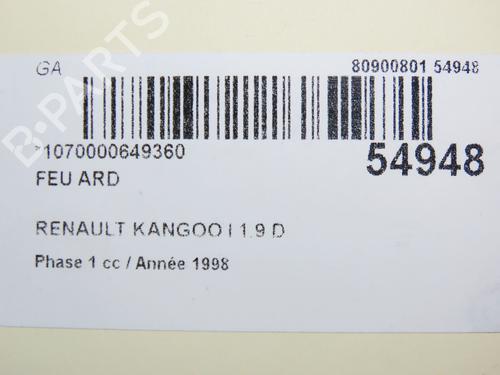 GA
80900801 54948
*1070000649360
54948
FEU ARD
RENAULT KANGOO I 1.9 D
Phase 1 cc / Année 1998
B-PARTS